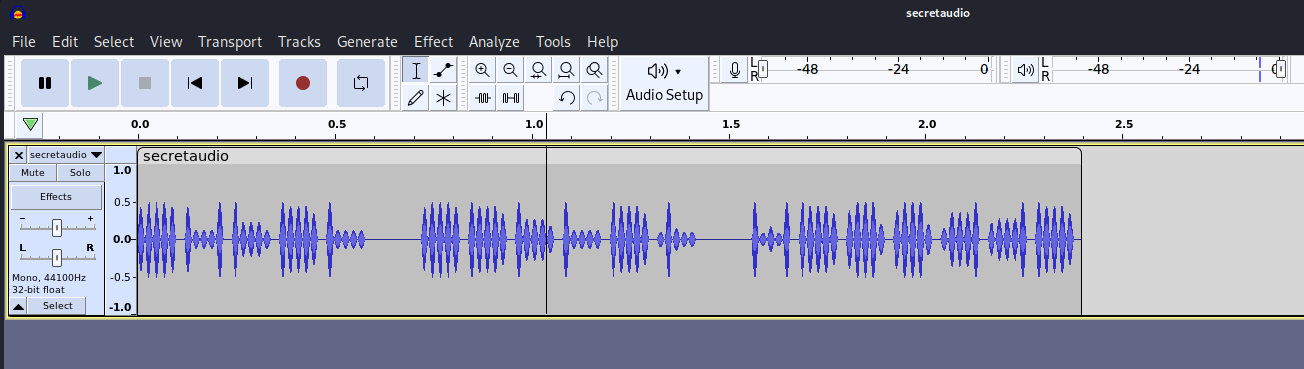 secretaudio
File Edit Select View Transport Tracks Generate Effect Analyze Tools Help
L R -48 -24 0
L R -48 -24
Audio Setup
0.0 0.5 1.0 1.5 2.0 2.5
secretaudio
secretaudio
Mute Solo
Effects
- +
L R
Mono, 44100Hz
32-bit float
Select
1.0
0.5
0.0
-0.5
-1.0